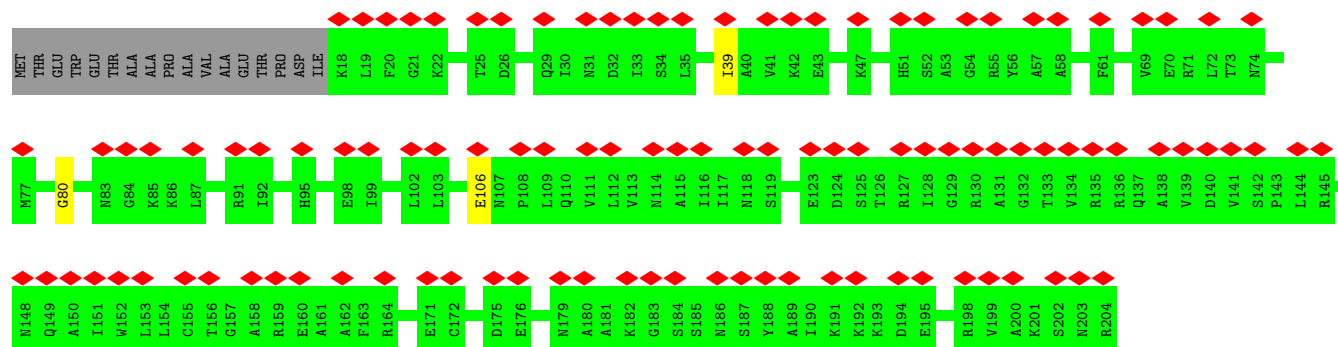 MET THR GLU TRP GLU THR ALA ALA PRO ALA VAL ALA GLU THR PRO ASP ILE K18 L19 F20 G21 K22 T25 D26 Q29 I30 N31 D32 I33 S34 L35 I39 A40 V41 K42 E43 K47 H51 S52 A53 G54 R55 Y56 A57 A58 F61 V69 E70 R71 L72 T73 N74
M77 G80 N83 G84 K85 K86 L87 R91 I92 H95 E98 I99 L102 L103 E106 N107 P108 L109 Q110 V111 L112 V113 N114 A115 I116 I117 N118 S119 E123 D124 S125 T126 R127 I128 G129 R130 A131 G132 T133 V134 R135 R136 Q137 A138 V139 D140 V141 S142 P143 L144 R145
N148 Q149 A150 I151 W152 L153 L154 C155 T156 G157 A158 R159 E160 A161 A162 F163 R164 E171 C172 D175 E176 N179 A180 A181 K182 G183 S184 S185 N186 S187 Y188 A189 I190 K191 K192 K193 D194 E195 R198 V199 A200 K201 S202 N203 R204